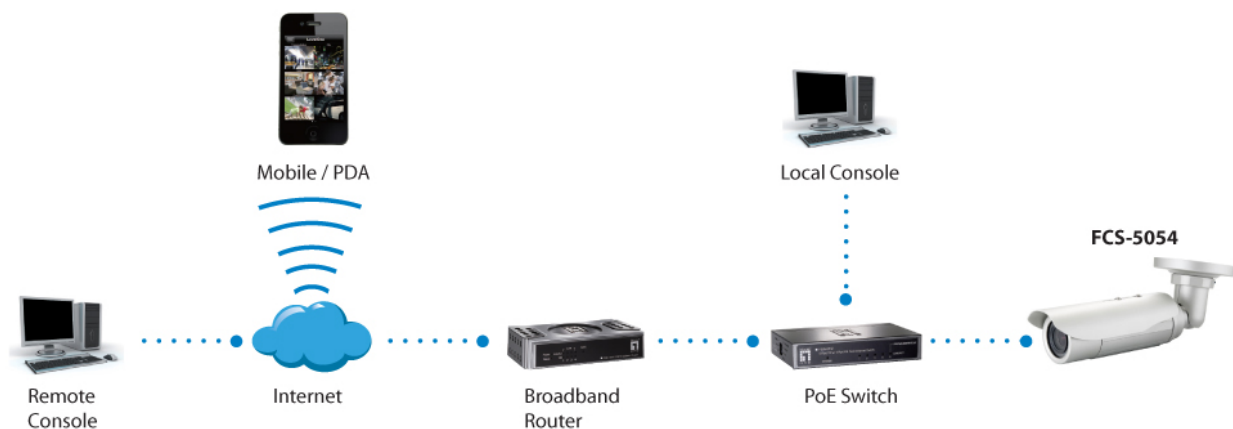 Mobile / PDA
Local Console
FCS-5054
Remote
Console
Internet
Broadband
Router
PoE Switch